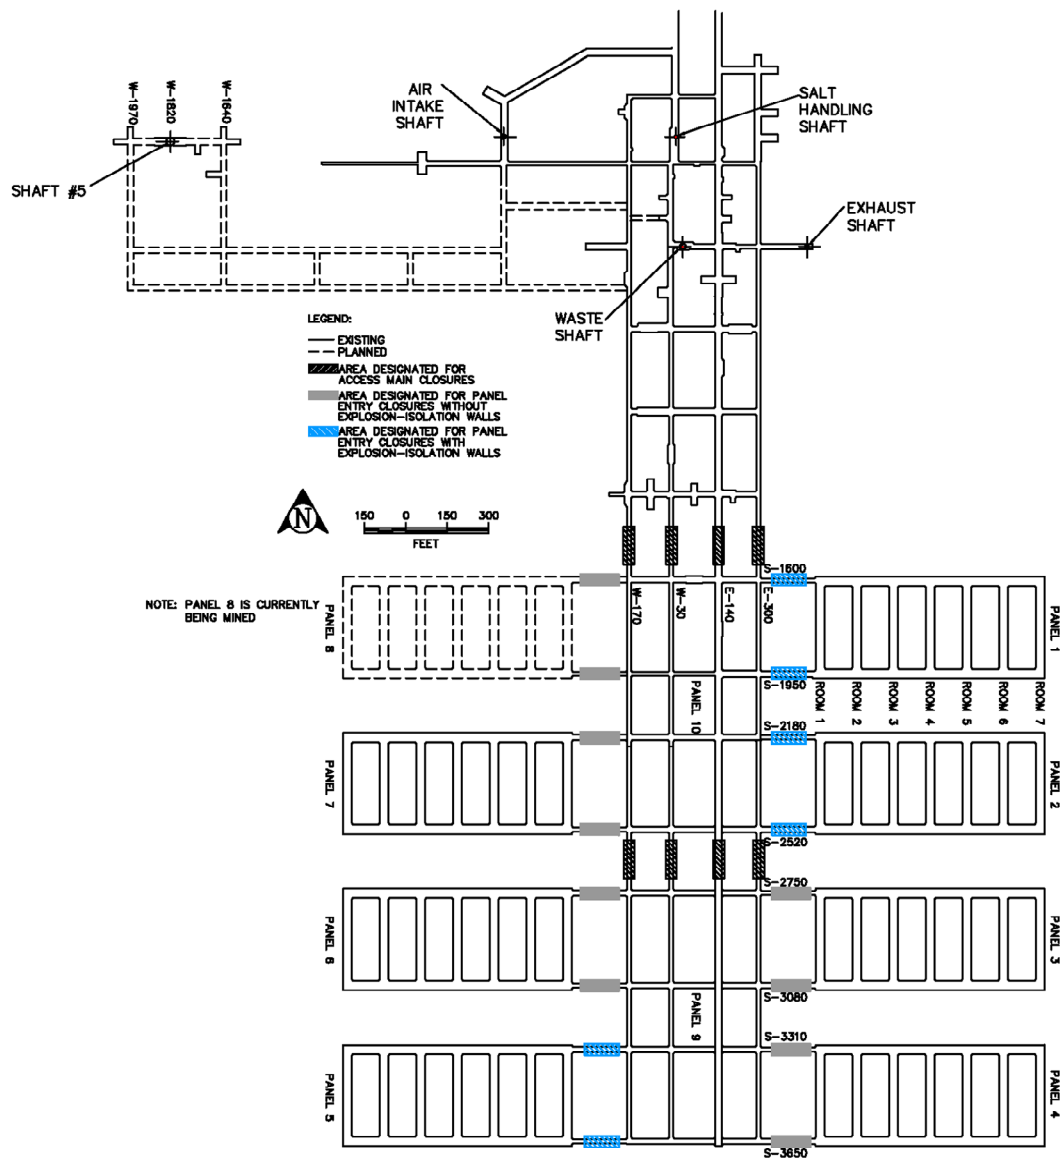 W-1970
W-1820
W-1640
AIR
INTAKE
SHAFT
SALT
HANDLING
SHAFT
SHAFT #5
EXHAUST
SHAFT
WASTE
SHAFT
LEGEND:
EXISTING
PLANNED
AREA DESIGNATED FOR
ACCESS MAIN CLOSURES
AREA DESIGNATED FOR PANEL
ENTRY CLOSURES WITHOUT
EXPLOSION-ISOLATION WALLS
AREA DESIGNATED FOR PANEL
ENTRY CLOSURES WITH
EXPLOSION-ISOLATION WALLS
N
150 0 150 300
FEET
S-1600
NOTE: PANEL 8 IS CURRENTLY
BEING MINED
PANEL 8
W-170
W-30
E-140
E-300
PANEL 1
S-1950
PANEL 10
ROOM 1
ROOM 2
ROOM 3
ROOM 4
ROOM 5
ROOM 6
ROOM 7
S-2180
PANEL 7
PANEL 2
S-2520
S-2750
PANEL 6
PANEL 3
S-3080
PANEL 9
S-3310
PANEL 5
PANEL 4
S-3650